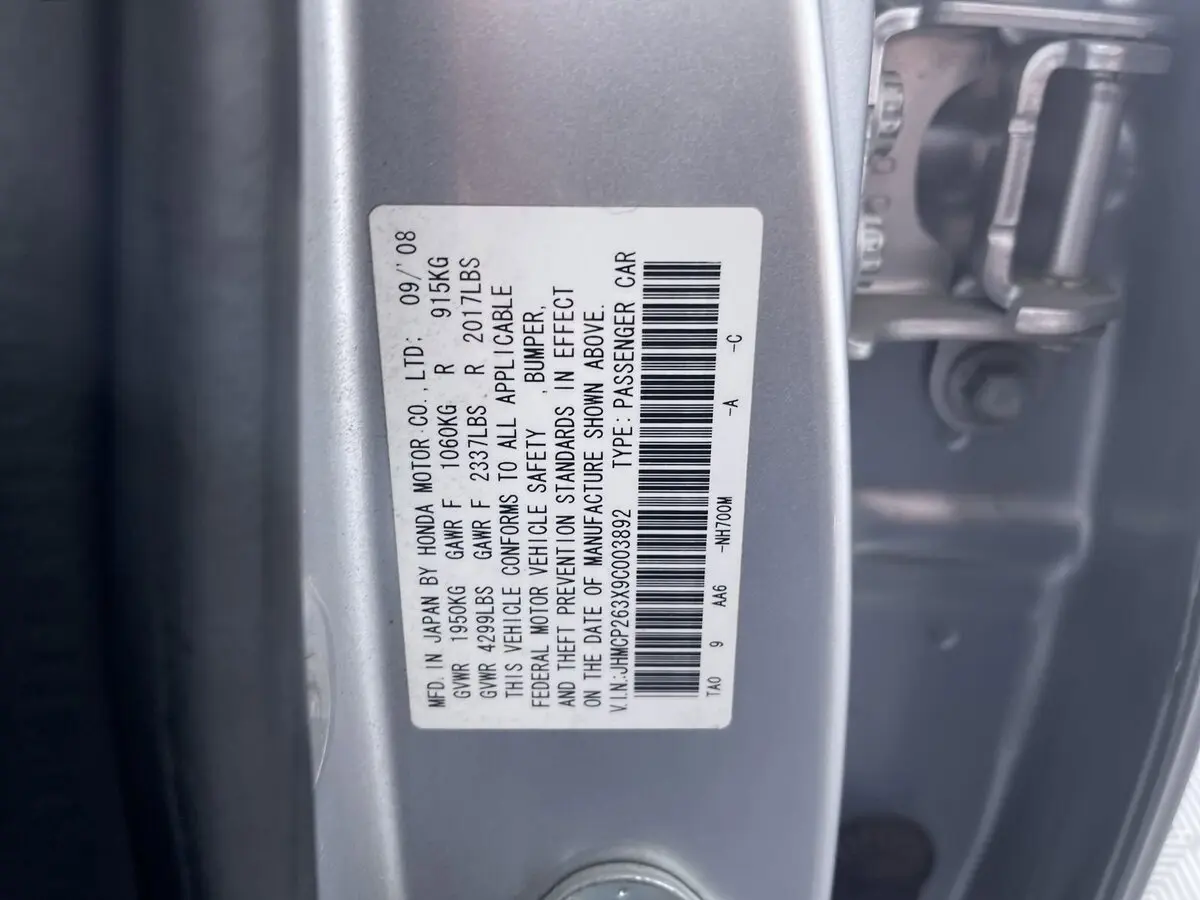 MFD. IN JAPAN BY HONDA MOTOR CO., LTD: 09/'08
GVWR 1950KG GAWR F 1060KG R 915KG
GVWR 4299LBS GAWR F 2337LBS R 2017LBS
THIS VEHICLE CONFORMS TO ALL APPLICABLE
FEDERAL MOTOR VEHICLE SAFETY , BUMPER,
AND THEFT PREVENTION STANDARDS IN EFFECT
ON THE DATE OF MANUFACTURE SHOWN ABOVE.
V.I.N.:JHMCP263X9C003892 TYPE: PASSENGER CAR
TA0 9 AA6 -NH700M -A -C